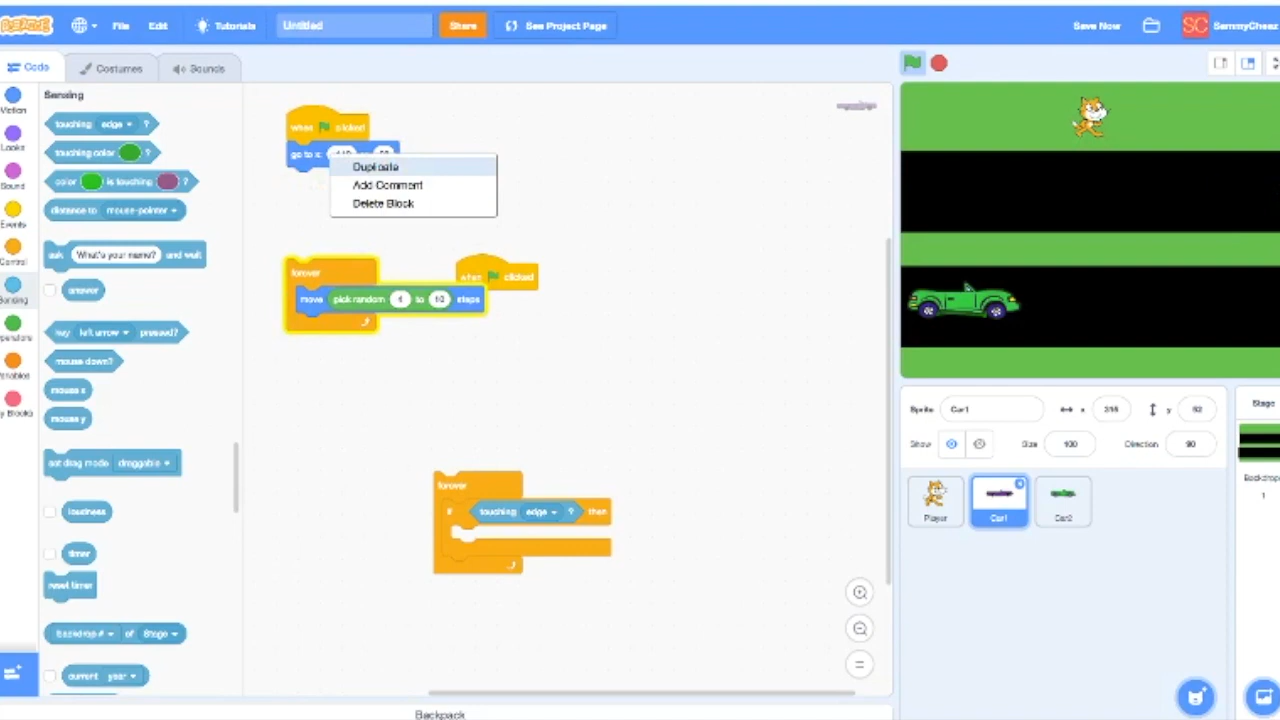 File Edit Tutorials Untitled Share See Project Page Save Now SC SammyCheez
Code Costumes Sounds
Motion
Looks
Sound
Events
Control
Sensing
touching edge ?
touching color ?
color is touching ?
distance to mouse-pointer
ask What's your name? and wait
answer
key left arrow pressed?
mouse down?
mouse x
mouse y
set drag mode draggable
loudness
timer
reset timer
backdrop # of Stage
current year
when clicked
go to x:
Duplicate
Add Comment
Delete Block
forever
move pick random 1 to 10 steps
when clicked
forever
if touching edge ? then
Sprite Car1 x y
Show Size 100 Direction 90
Player Car1 Car2
Stage
1
Backpack